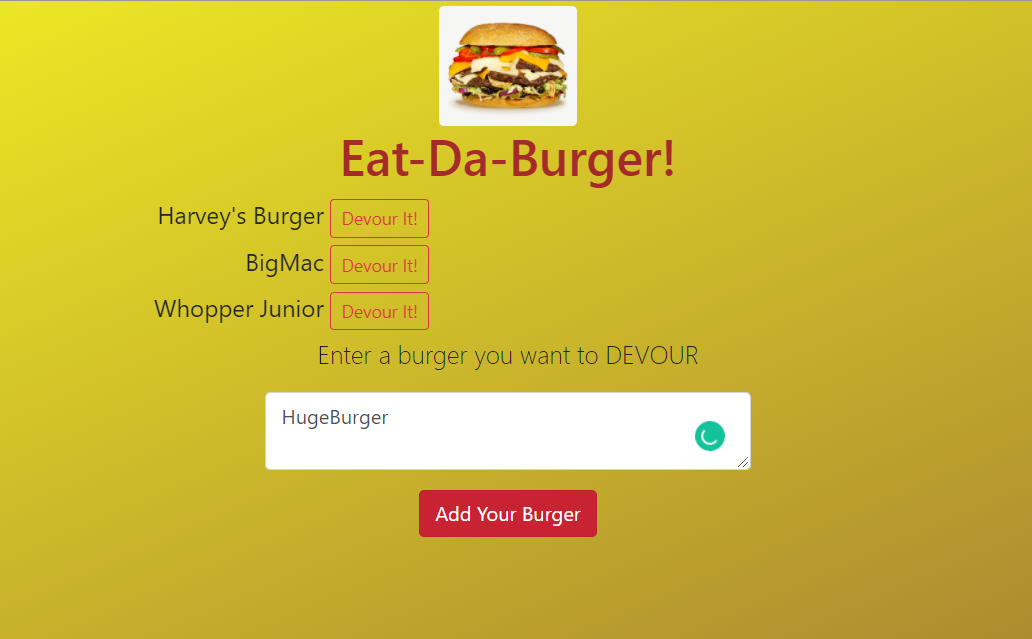 Eat-Da-Burger!
Harvey's Burger Devour It!
BigMac Devour It!
Whopper Junior Devour It!
Enter a burger you want to DEVOUR
HugeBurger
Add Your Burger